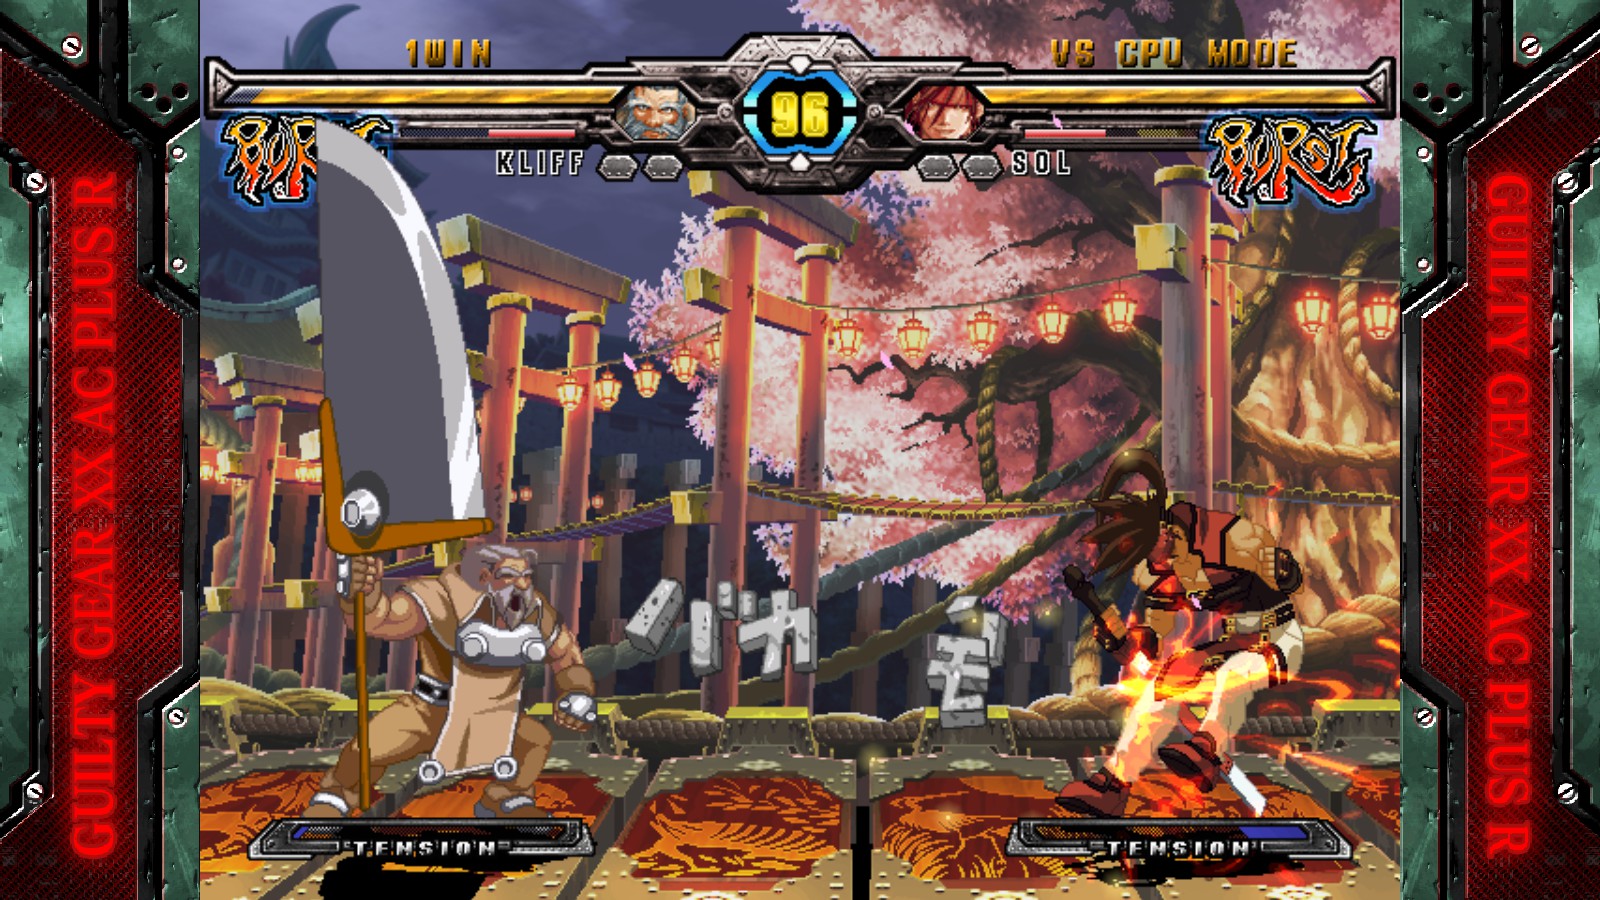 1WIN
VS CPU MODE
96
BURST
BURST
KLIFF
SOL
GUILTY GEAR XX AC PLUS R
GUILTY GEAR XX AC PLUS R
バカモ
TENSION
TENSION